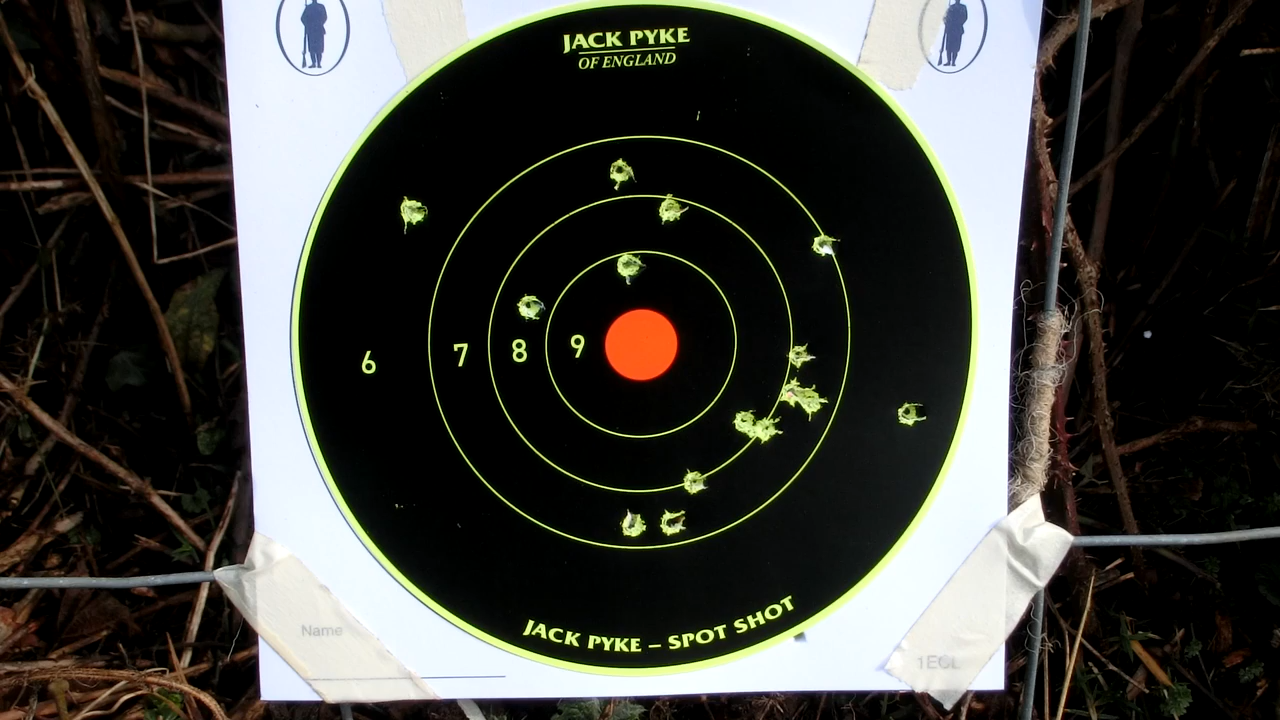 JACK PYKE
OF ENGLAND
6 7 8 9
JACK PYKE – SPOT SHOT
Name
1ECL